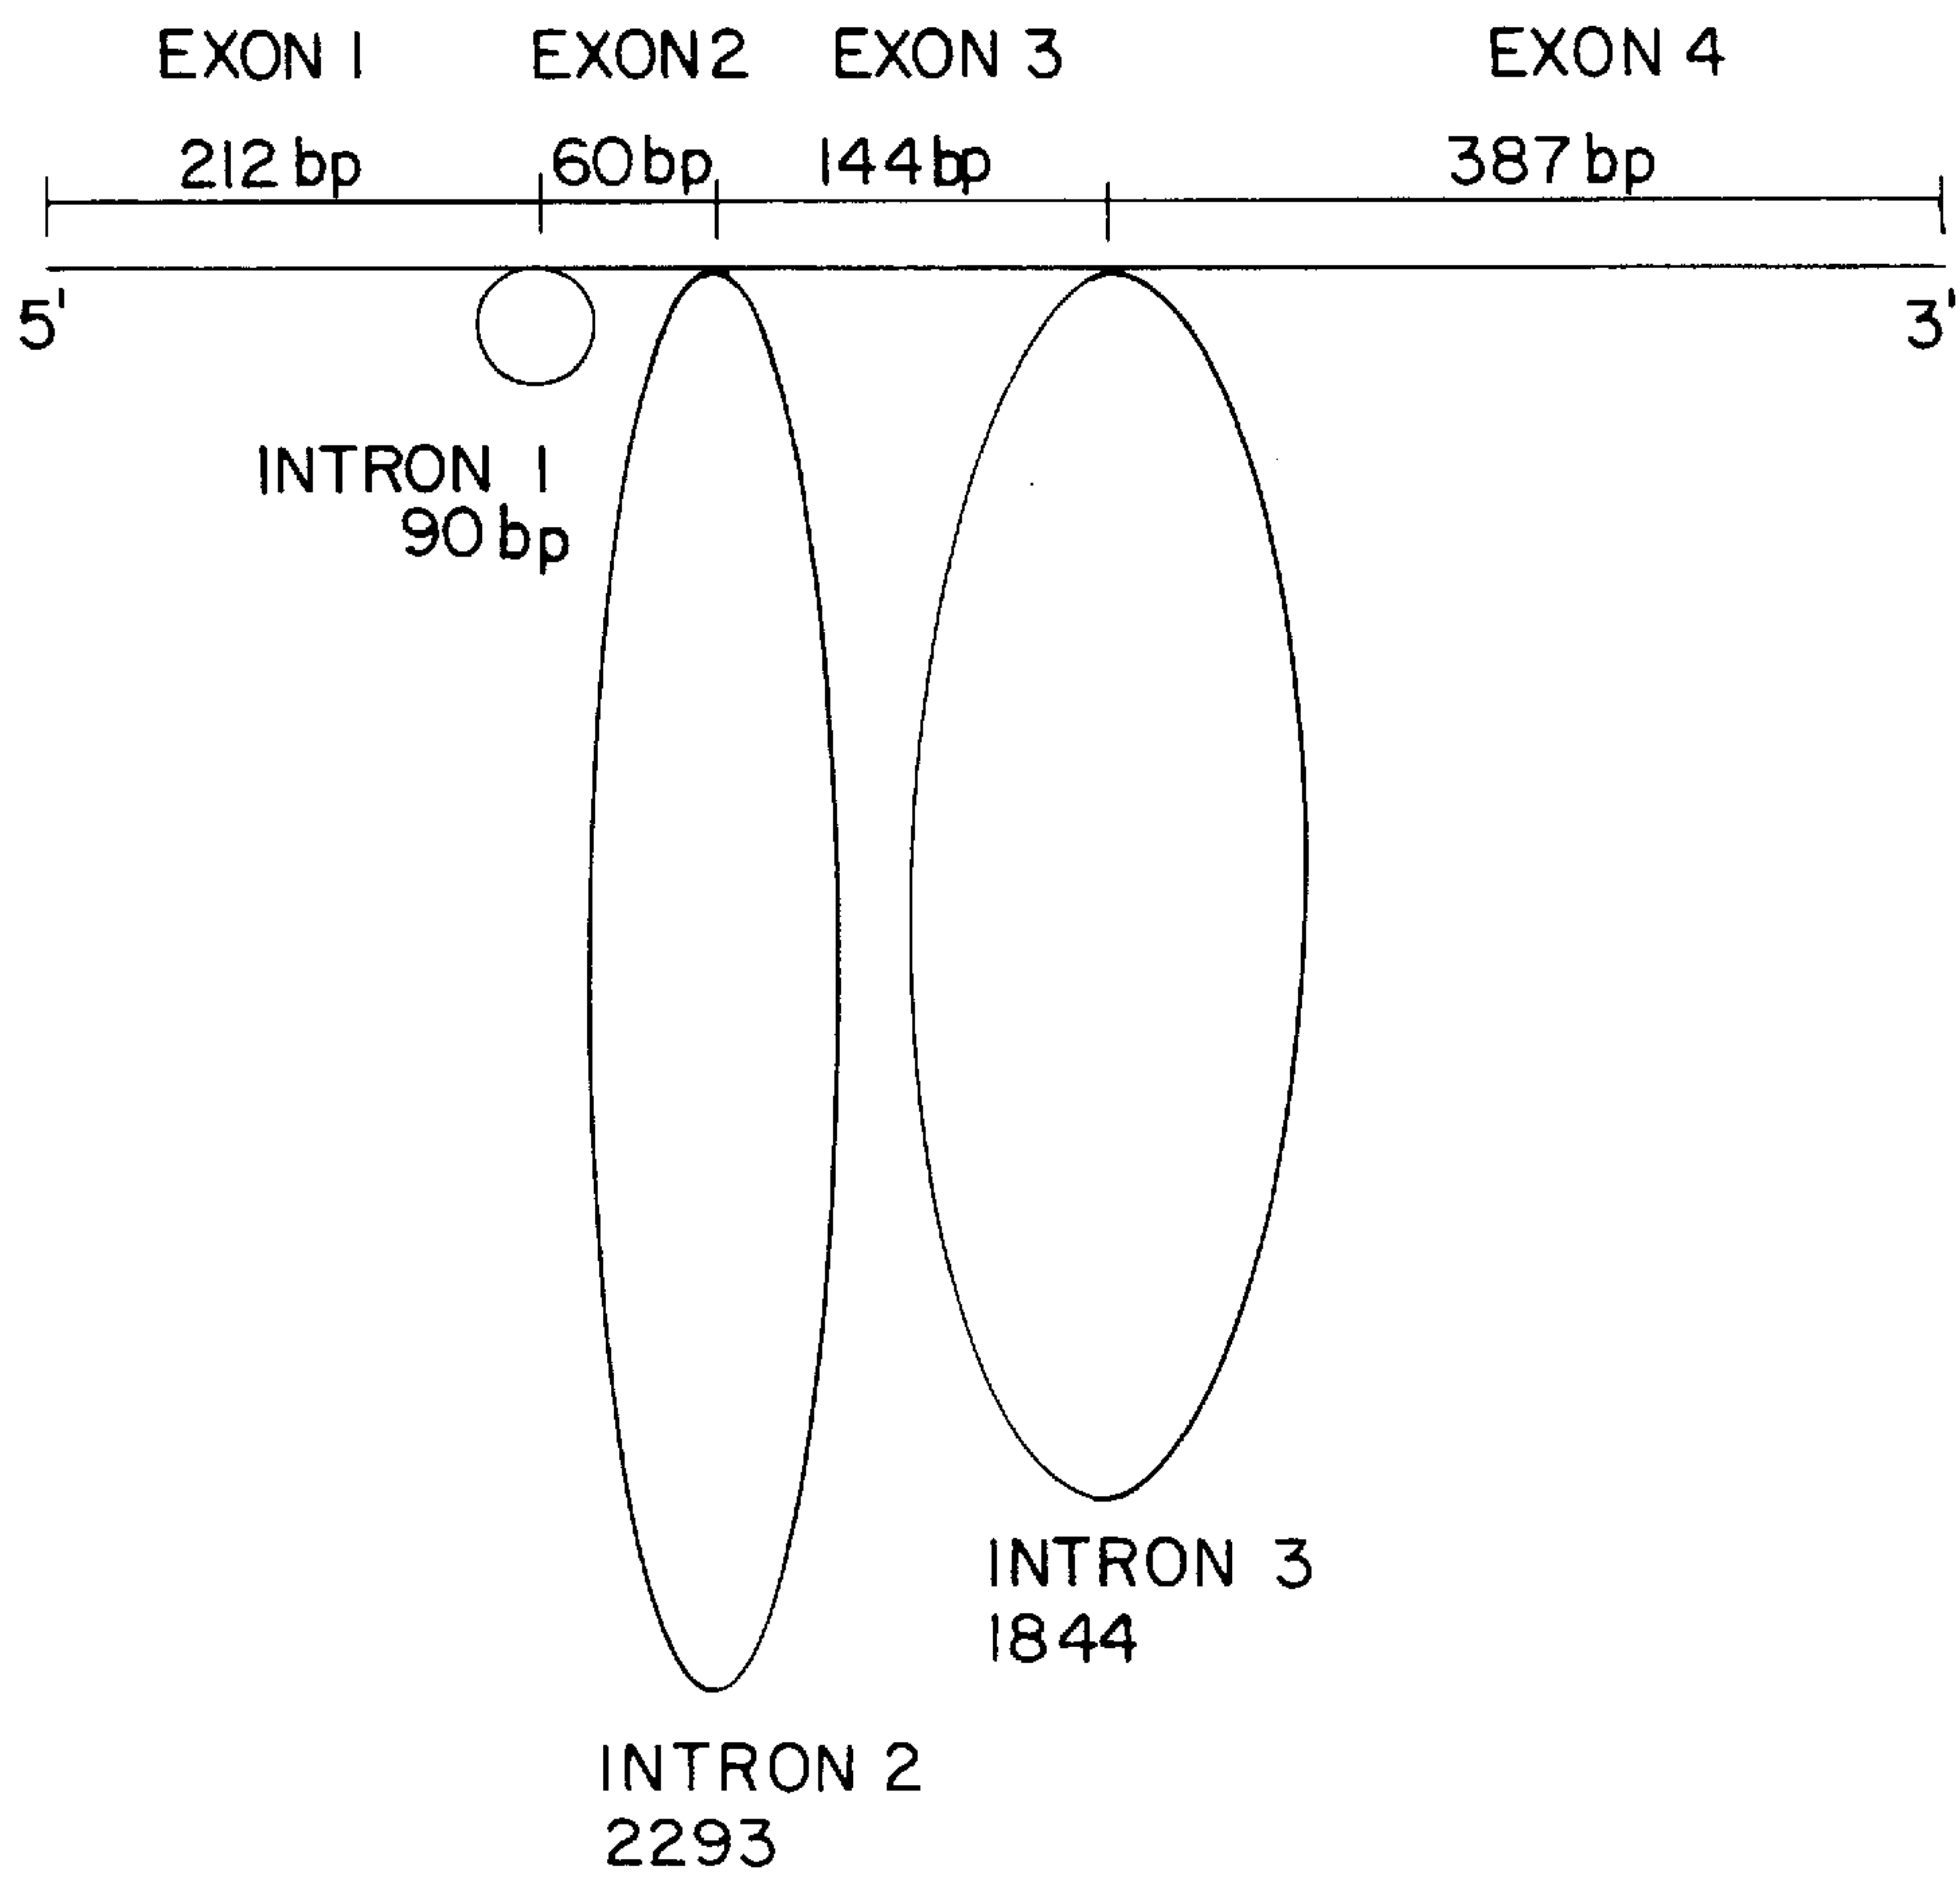 EXON 1 EXON 2 EXON 3 EXON 4
212 bp 60 bp 144 bp 387 bp
5' 3'
INTRON 1
90 bp
INTRON 3
1844
INTRON 2
2293